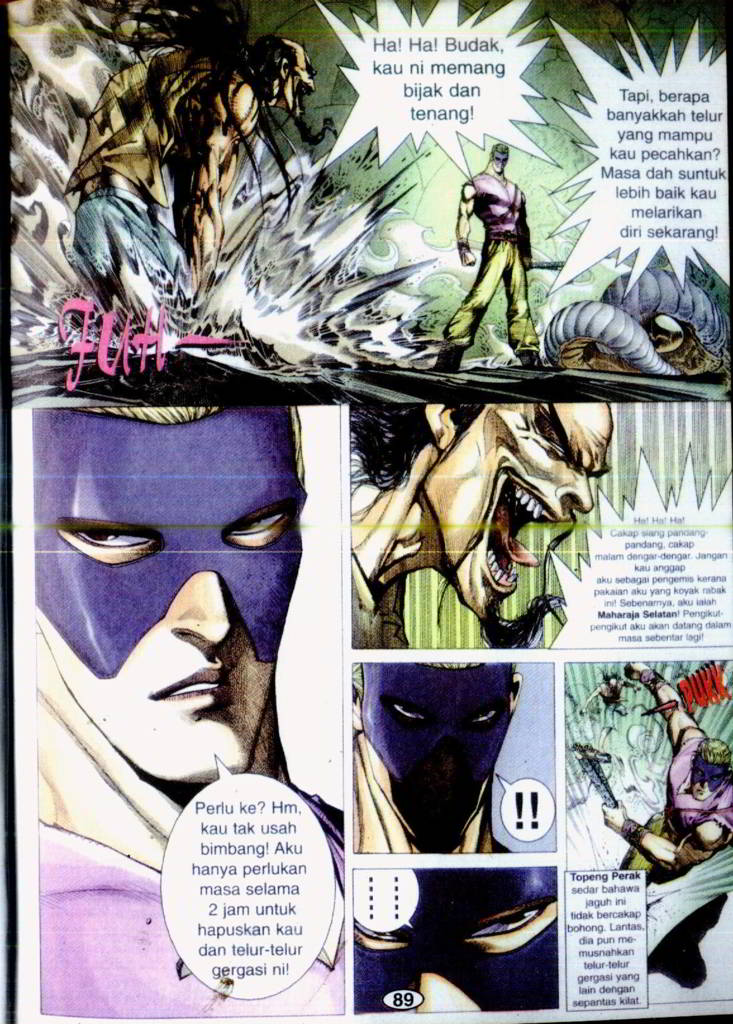 Ha! Ha! Budak,
kau ni memang
bijak dan
tenang!
Tapi, berapa
banyakkah telur
yang mampu
kau pecahkan?
Masa dah suntuk
lebih baik kau
melarikan
diri sekarang!
FUH
Ha! Ha! Ha!
Cakap siang pandang-
pandang, cakap
malam dengar-dengar. Jangan
kau anggap
aku sebagai pengemis kerana
pakaian aku yang koyak rabak
ini! Sebenarnya, aku ialah
Maharaja Selatan! Pengikut-
pengikut aku akan datang dalam
masa sebentar lagi!
Perlu ke? Hm,
kau tak usah
bimbang! Aku
hanya perlukan
masa selama
2 jam untuk
hapuskan kau
dan telur-telur
gergasi ni!
!!
PUKK
Topeng Perak
sedar bahawa
jaguh ini
tidak bercakap
bohong. Lantas,
dia pun me-
musnahkan
telur-telur
gergasi yang
lain dengan
sepantas kilat.
89